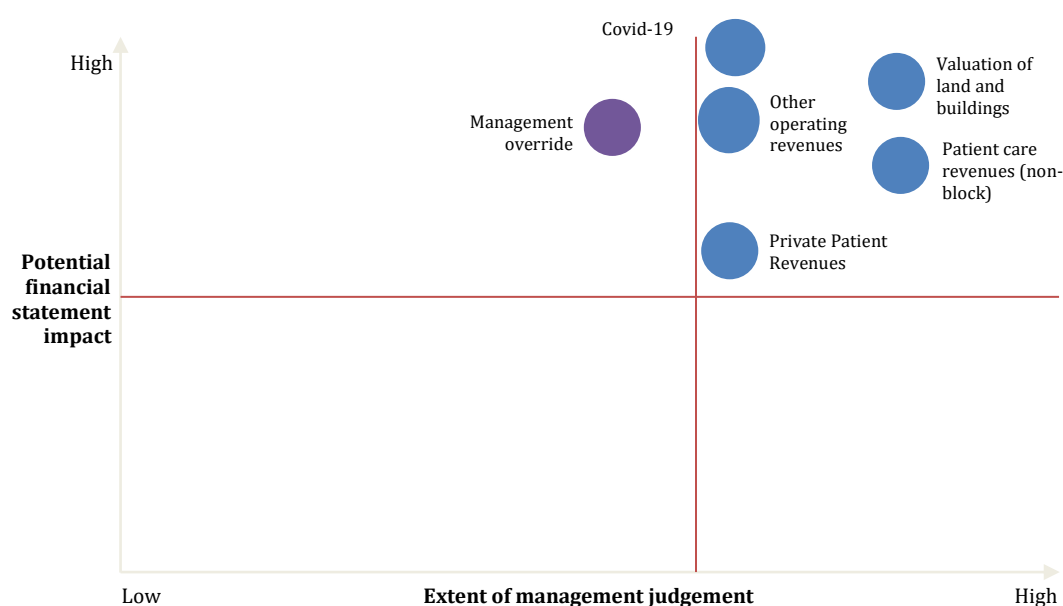 Covid-19
High
Valuation of
land and
buildings
Other
operating
revenues
Management
override
Patient care
revenues (non-
block)
Private Patient
Revenues
Potential
financial
statement
impact
Low
Extent of management judgement
High